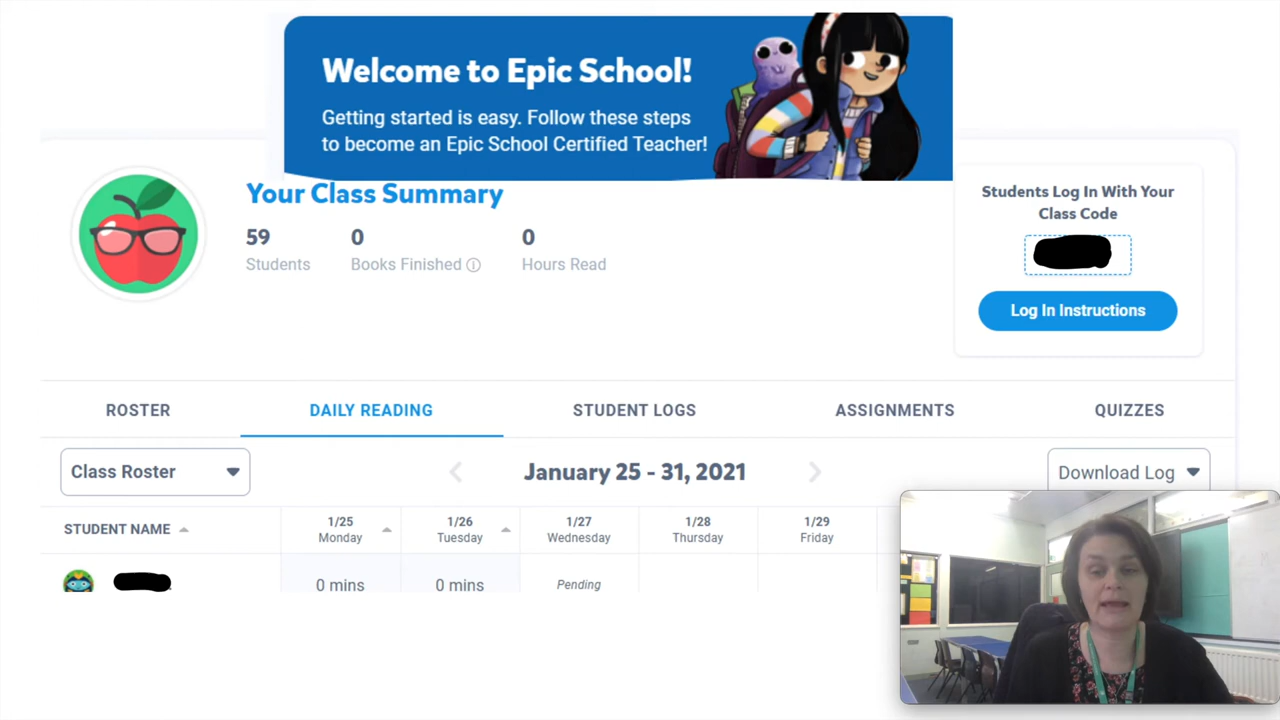 Welcome to Epic School!
Getting started is easy. Follow these steps
to become an Epic School Certified Teacher!
Your Class Summary
59
Students
0
Books Finished
0
Hours Read
Students Log In With Your
Class Code
Log In Instructions
ROSTER
DAILY READING
STUDENT LOGS
ASSIGNMENTS
QUIZZES
Class Roster
January 25 - 31, 2021
Download Log
STUDENT NAME
1/25
Monday
1/26
Tuesday
1/27
Wednesday
1/28
Thursday
1/29
Friday
0 mins
0 mins
Pending